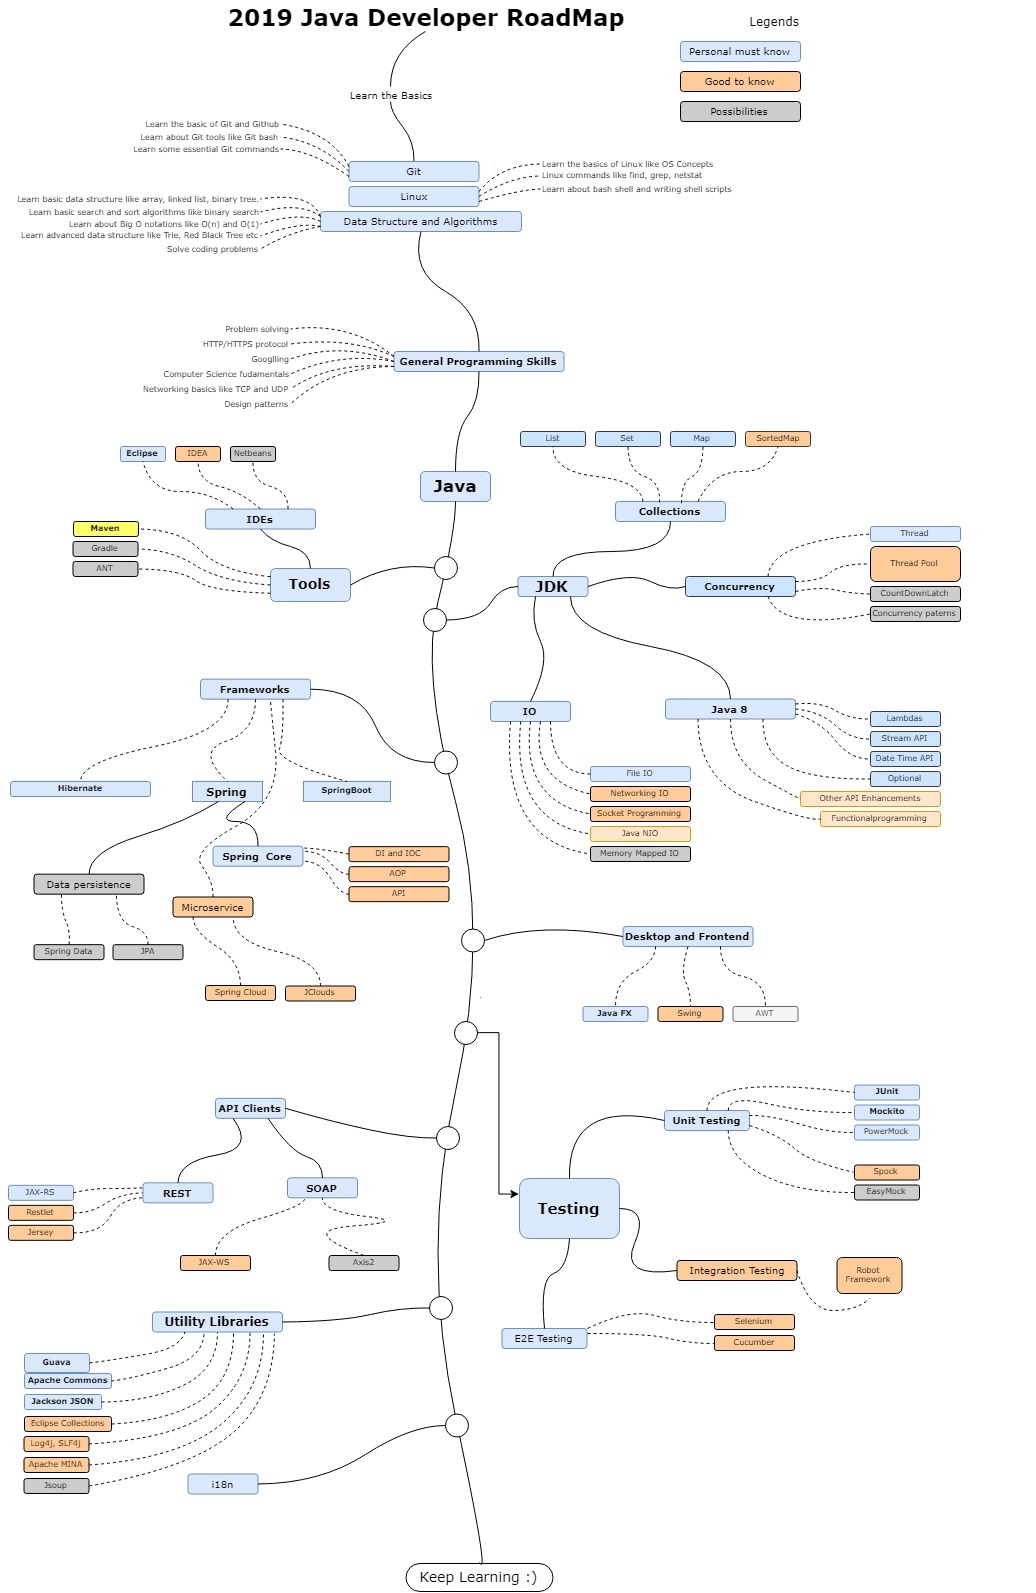 2019 Java Developer RoadMap
Legends
Personal must know
Good to know
Possibilities
Learn the Basics
Learn the basic of Git and Github
Learn about Git tools like Git bash
Learn some essential Git commands
Git
Linux
Learn the basics of Linux like OS Concepts
Linux commands like find, grep, netstat
Learn about bash shell and writing shell scripts
Data Structure and Algorithms
Learn basic data structure like array, linked list, binary tree.
Learn basic search and sort algorithms like binary search
Learn about Big O notations like O(n) and O(1)
Learn advanced data structure like Trie, Red Black Tree etc
Solve coding problems
General Programming Skills
Problem solving
HTTP/HTTPS protocol
Googlling
Computer Science fudamentals
Networking basics like TCP and UDP
Design patterns
Java
Eclipse
IDEA
Netbeans
IDEs
Maven
Gradle
ANT
Tools
List
Set
Map
SortedMap
Collections
JDK
Concurrency
Thread
Thread Pool
CountDownLatch
Concurrency paterns
IO
File IO
Networking IO
Socket Programming
Java NIO
Memory Mapped IO
Java 8
Lambdas
Stream API
Date Time API
Optional
Other API Enhancements
Functionalprogramming
Frameworks
Hibernate
Spring
SpringBoot
Spring Core
DI and IOC
AOP
API
Data persistence
Microservice
Spring Data
JPA
Spring Cloud
JClouds
Desktop and Frontend
Java FX
Swing
AWT
API Clients
REST
SOAP
JAX-RS
Restlet
Jersey
JAX-WS
Axis2
Unit Testing
JUnit
Mockito
PowerMock
Spock
EasyMock
Testing
Integration Testing
Robot
Framework
E2E Testing
Selenium
Cucumber
Utility Libraries
Guava
Apache Commons
Jackson JSON
Eclipse Collections
Log4j, SLF4j
Apache MINA
Jsoup
i18n
Keep Learning :)